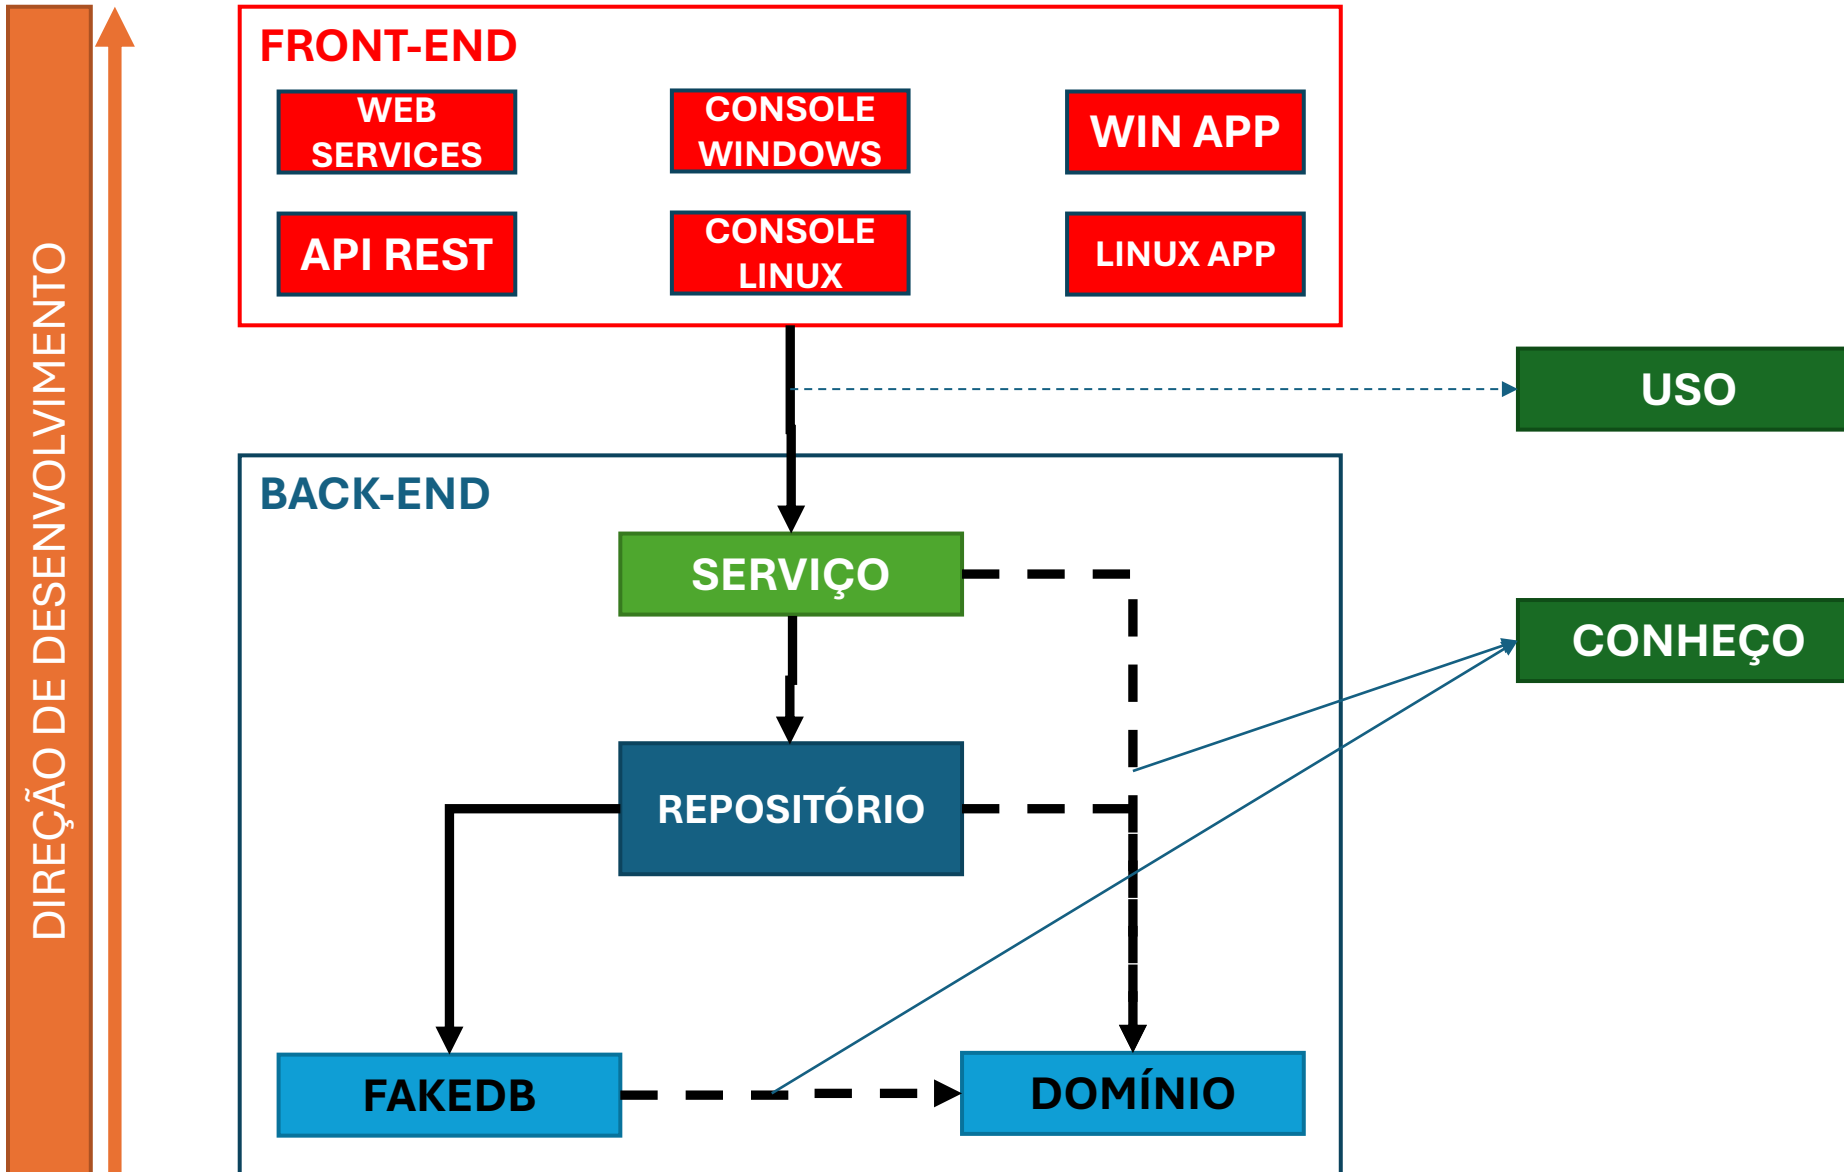 DIREÇÃO DE DESENVOLVIMENTO
FRONT-END
WEB
SERVICES
CONSOLE
WINDOWS
WIN APP
API REST
CONSOLE
LINUX
LINUX APP
USO
BACK-END
SERVIÇO
CONHEÇO
REPOSITÓRIO
FAKEDB
DOMÍNIO